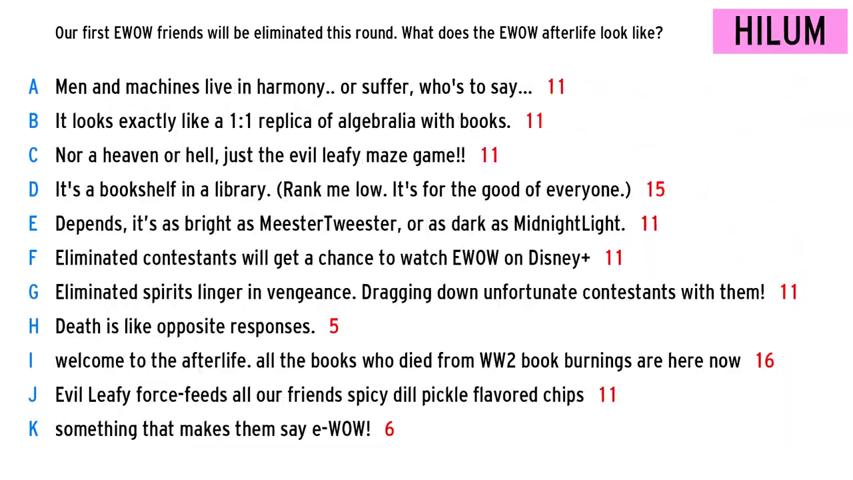 Our first EWOW friends will be eliminated this round. What does the EWOW afterlife look like?
HILUM
A Men and machines live in harmony.. or suffer, who's to say... 11
B It looks exactly like a 1:1 replica of algebralia with books. 11
C Nor a heaven or hell, just the evil leafy maze game!! 11
D It's a bookshelf in a library. (Rank me low. It's for the good of everyone.) 15
E Depends, it’s as bright as MeesterTweester, or as dark as MidnightLight. 11
F Eliminated contestants will get a chance to watch EWOW on Disney+ 11
G Eliminated spirits linger in vengeance. Dragging down unfortunate contestants with them! 11
H Death is like opposite responses. 5
I welcome to the afterlife. all the books who died from WW2 book burnings are here now 16
J Evil Leafy force-feeds all our friends spicy dill pickle flavored chips 11
K something that makes them say e-WOW! 6